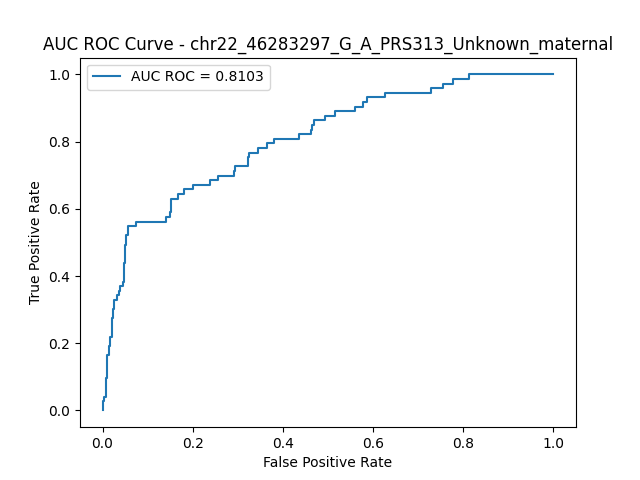 AUC ROC Curve - chr22_46283297_G_A_PRS313_Unknown_maternal
AUC ROC = 0.8103
1.0
0.8
0.6
0.4
0.2
0.0
True Positive Rate
0.0 0.2 0.4 0.6 0.8 1.0
False Positive Rate